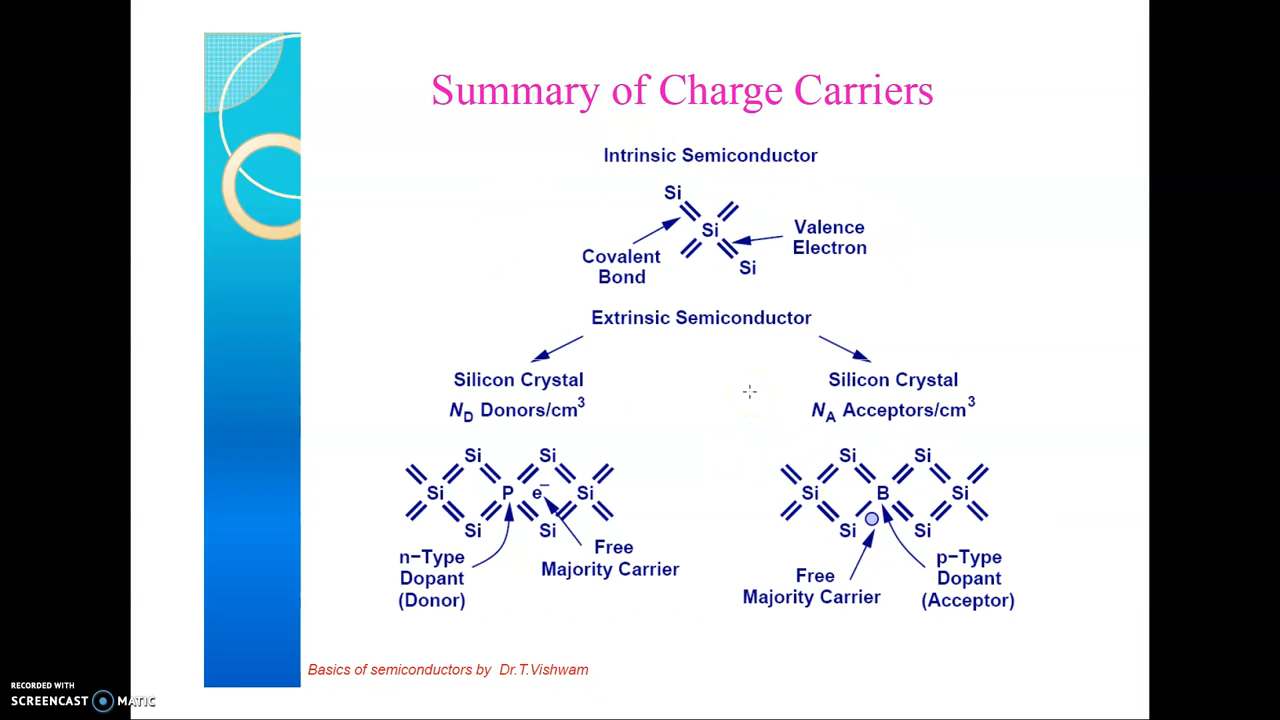 Summary of Charge Carriers
Intrinsic Semiconductor
Si
Si
Valence
Electron
Covalent
Bond
Si
Extrinsic Semiconductor
Silicon Crystal
N_D Donors/cm³
Silicon Crystal
N_A Acceptors/cm³
Si Si
Si P e⁻ Si
Si Si
n−Type
Dopant
(Donor)
Free
Majority Carrier
Si Si
Si B Si
Si Si
Free
Majority Carrier
p−Type
Dopant
(Acceptor)
Basics of semiconductors by Dr.T.Vishwam
RECORDED WITH
SCREENCAST MATIC